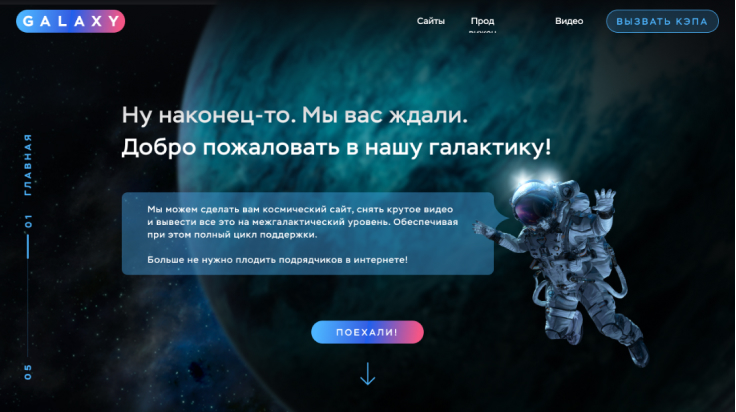 GALAXY
Сайты
Прод
вижен
Видео
ВЫЗВАТЬ КЭПА
Ну наконец-то. Мы вас ждали.
Добро пожаловать в нашу галактику!
ГЛАВНАЯ
01
Мы можем сделать вам космический сайт, снять крутое видео
и вывести все это на межгалактический уровень. Обеспечивая
при этом полный цикл поддержки.
Больше не нужно плодить подрядчиков в интернете!
ПОЕХАЛИ!
05